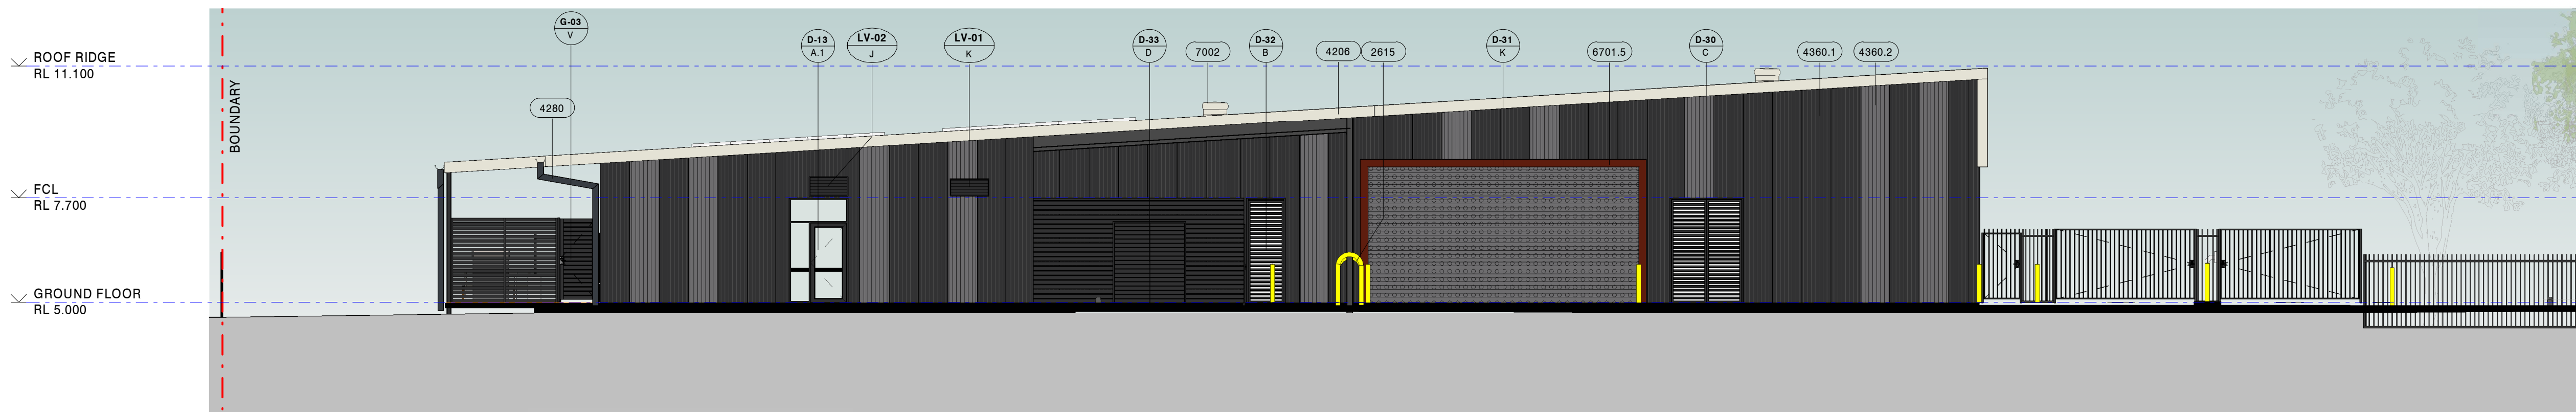 ROOF RIDGE
RL 11.100
FCL
RL 7.700
GROUND FLOOR
RL 5.000
BOUNDARY
4280
G-03
V
D-13
A.1
LV-02
J
LV-01
K
D-33
D
7002
D-32
B
4206
2615
D-31
K
6701.5
D-30
C
4360.1
4360.2